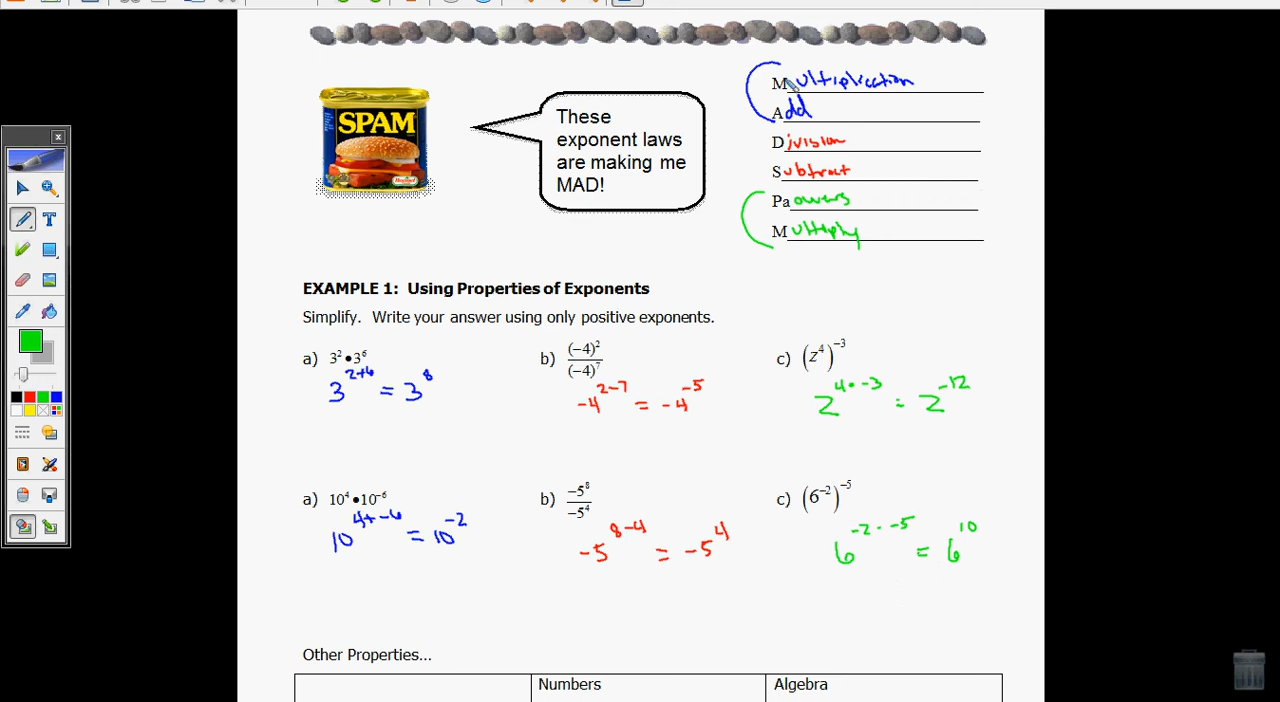 SPAM
These
exponent laws
are making me
MAD!
Multiplication
Add
Division
Subtract
Paowers
Multiply
EXAMPLE 1: Using Properties of Exponents
Simplify. Write your answer using only positive exponents.
a) 3² • 3⁶
3²⁺⁶ = 3⁸
b) (−4)² / (−4)⁷
-4²⁻⁷ = -4⁻⁵
c) (z⁴)⁻³
z⁴ ^· ⁻³ = z⁻¹²
a) 10⁴ • 10⁻⁶
10⁴⁺⁻⁶ = 10⁻²
b) −5⁸ / −5⁴
-5⁸⁻⁴ = -5⁴
c) (6⁻²)⁻⁵
6⁻² ^· ⁻⁵ = 6¹⁰
Other Properties...
Numbers
Algebra